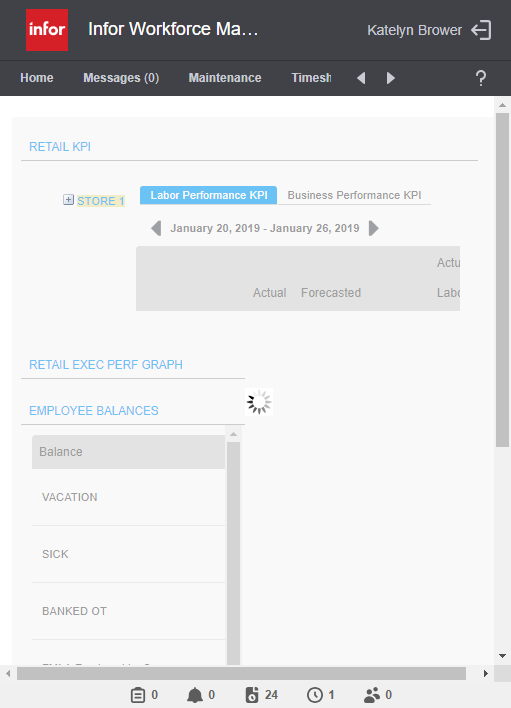 infor
Infor Workforce Ma...
Katelyn Brower
Home Messages (0) Maintenance Timesh
?
RETAIL KPI
STORE 1
Labor Performance KPI Business Performance KPI
January 20, 2019 - January 26, 2019
Actu
Actual Forecasted Labo
RETAIL EXEC PERF GRAPH
EMPLOYEE BALANCES
Balance
VACATION
SICK
BANKED OT
0 0 24 1 0